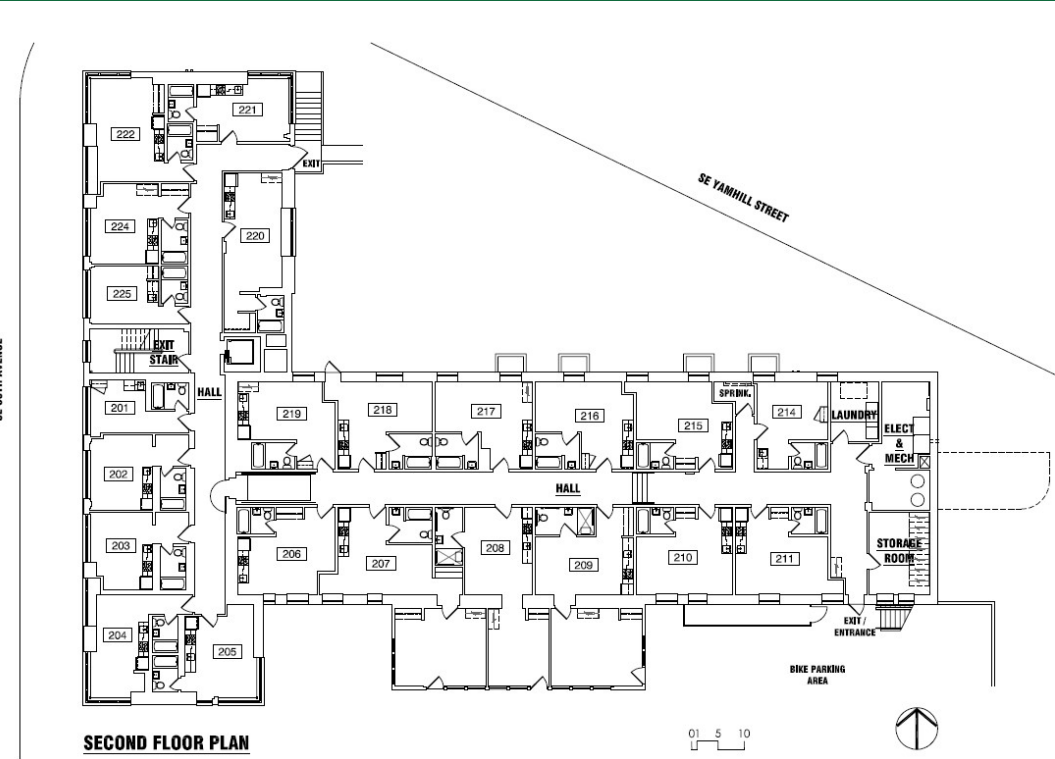 221
222
EXIT
SE YAMHILL STREET
224
220
225
EXIT
STAIR
HALL
201
219
218
217
216
215
SPRINK.
214
LAUNDRY
ELECT
&
MECH
202
HALL
203
206
207
208
209
210
211
STORAGE
ROOM
204
205
EXIT /
ENTRANCE
BIKE PARKING
AREA
SECOND FLOOR PLAN
01 5 10